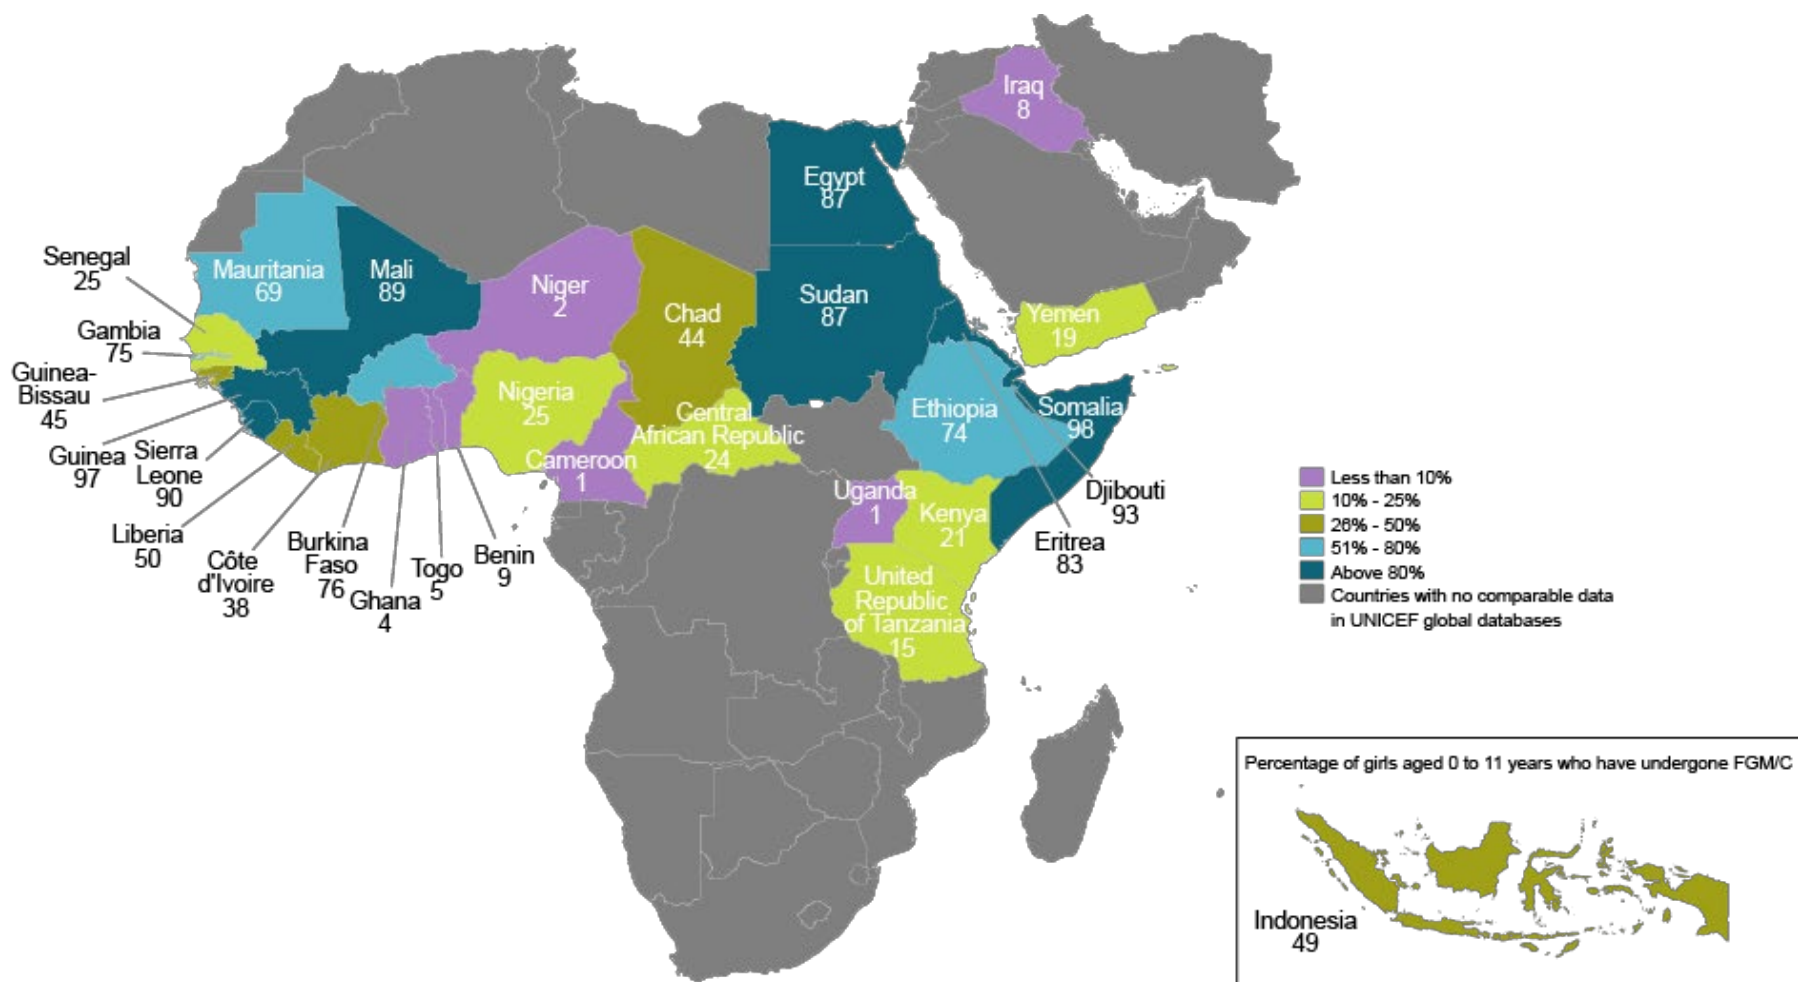 Iraq
8
Egypt
87
Senegal
25
Mauritania
69
Mali
89
Niger
2
Chad
44
Sudan
87
Yemen
19
Gambia
75
Guinea-
Bissau
45
Guinea
97
Sierra
Leone
90
Liberia
50
Côte
d'Ivoire
38
Burkina
Faso
76
Ghana
4
Togo
5
Benin
9
Nigeria
25
Cameroon
1
Central
African Republic
24
Ethiopia
74
Somalia
98
Djibouti
93
Eritrea
83
Uganda
1
Kenya
21
United
Republic
of Tanzania
15
Less than 10%
10% - 25%
26% - 50%
51% - 80%
Above 80%
Countries with no comparable data
in UNICEF global databases
Percentage of girls aged 0 to 11 years who have undergone FGM/C
Indonesia
49